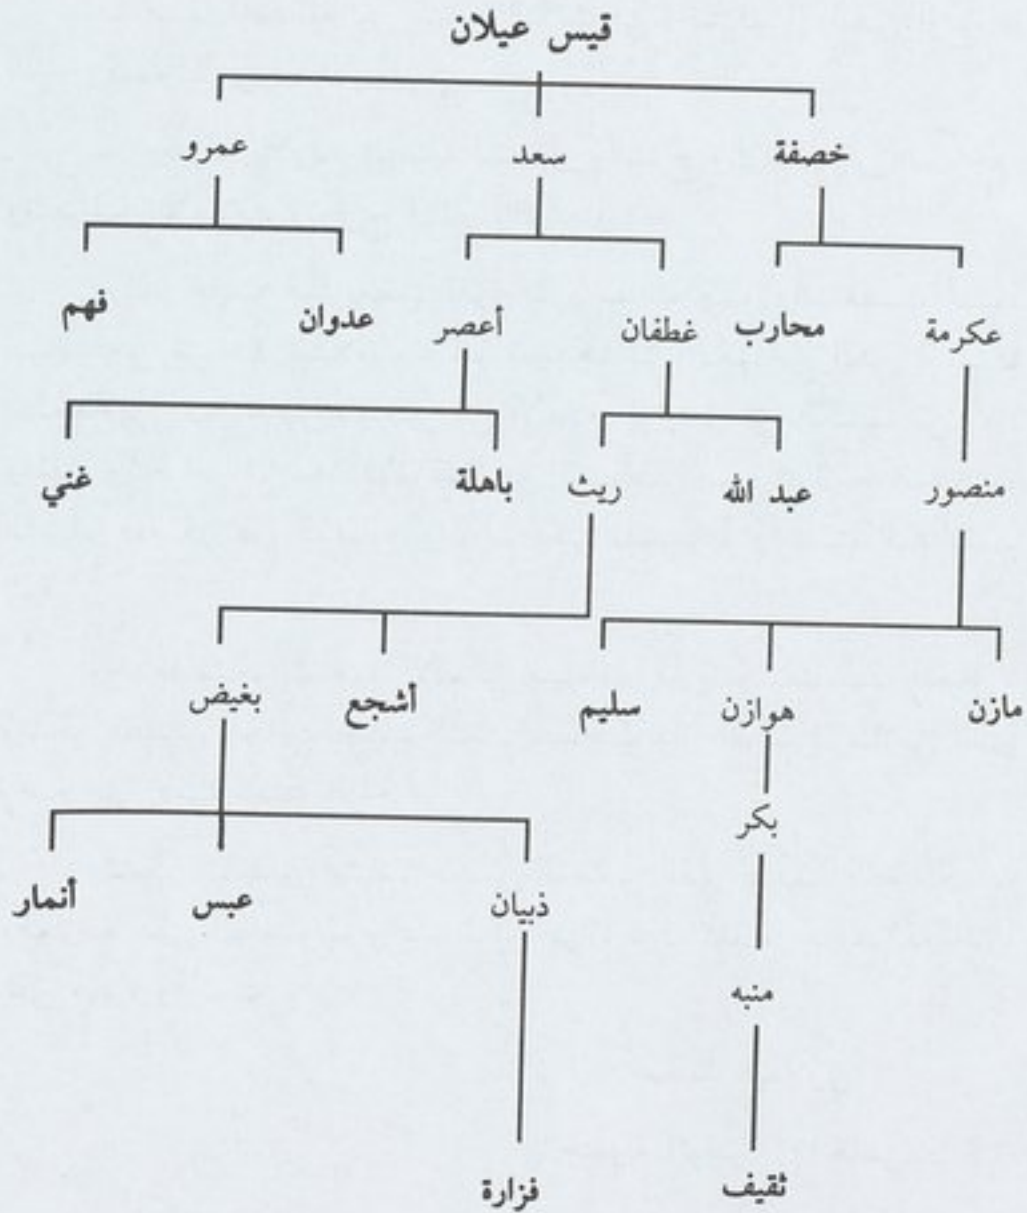 قيس عيلان
خصفة سعد عمرو
عكرمة محارب غطفان أعصر عدوان فهم
منصور عبد الله ريث باهلة غني
مازن هوازن سليم أشجع بغيض
بكر
ذبيان عبس أنمار
منبه
ثقيف فزارة